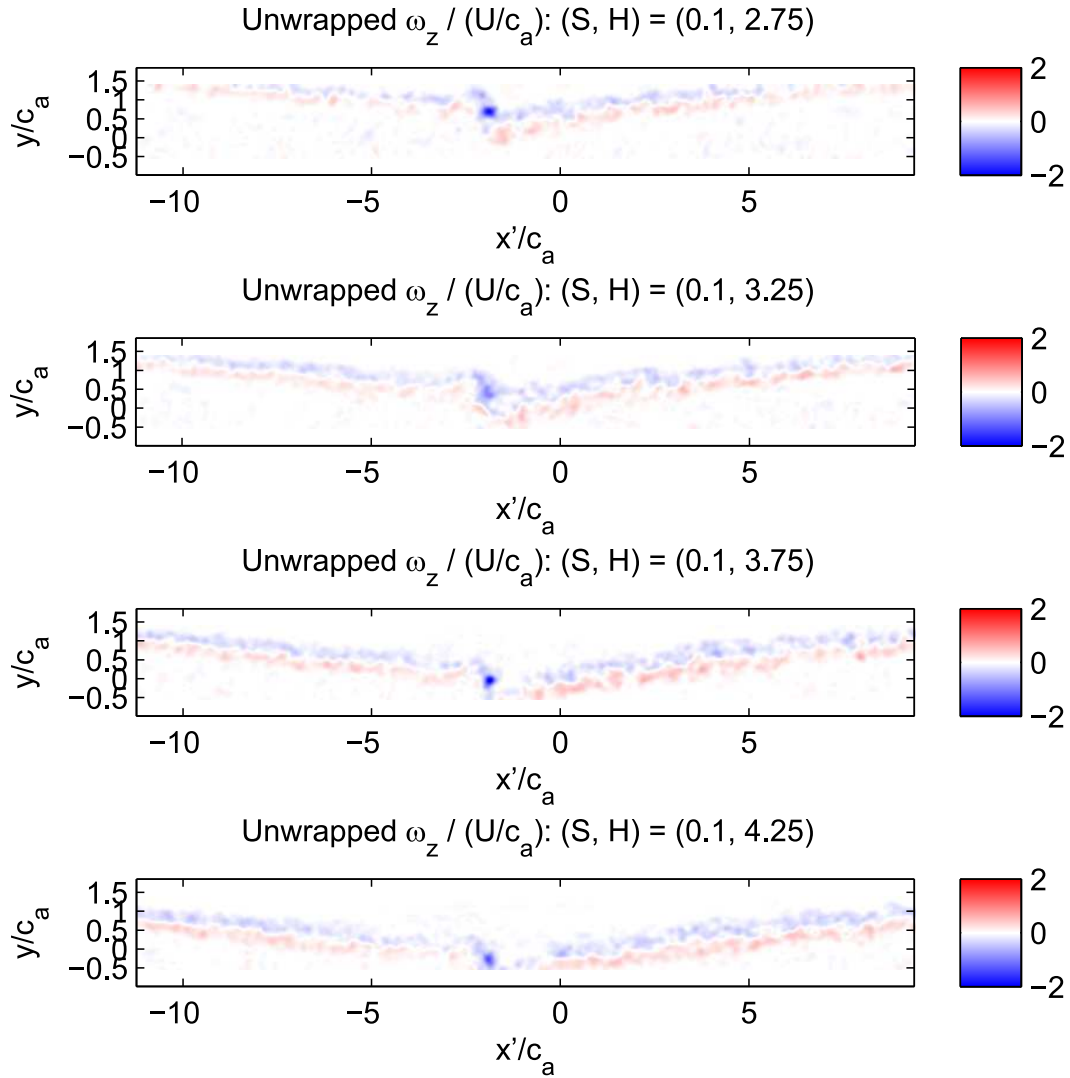 Unwrapped ω_z / (U/c_a): (S, H) = (0.1, 2.75)
y/c_a
1.5
1
0.5
0
−0.5
−10 −5 0 5
x'/c_a
2
0
−2
Unwrapped ω_z / (U/c_a): (S, H) = (0.1, 3.25)
y/c_a
1.5
1
0.5
0
−0.5
−10 −5 0 5
x'/c_a
2
0
−2
Unwrapped ω_z / (U/c_a): (S, H) = (0.1, 3.75)
y/c_a
1.5
1
0.5
0
−0.5
−10 −5 0 5
x'/c_a
2
0
−2
Unwrapped ω_z / (U/c_a): (S, H) = (0.1, 4.25)
y/c_a
1.5
1
0.5
0
−0.5
−10 −5 0 5
x'/c_a
2
0
−2